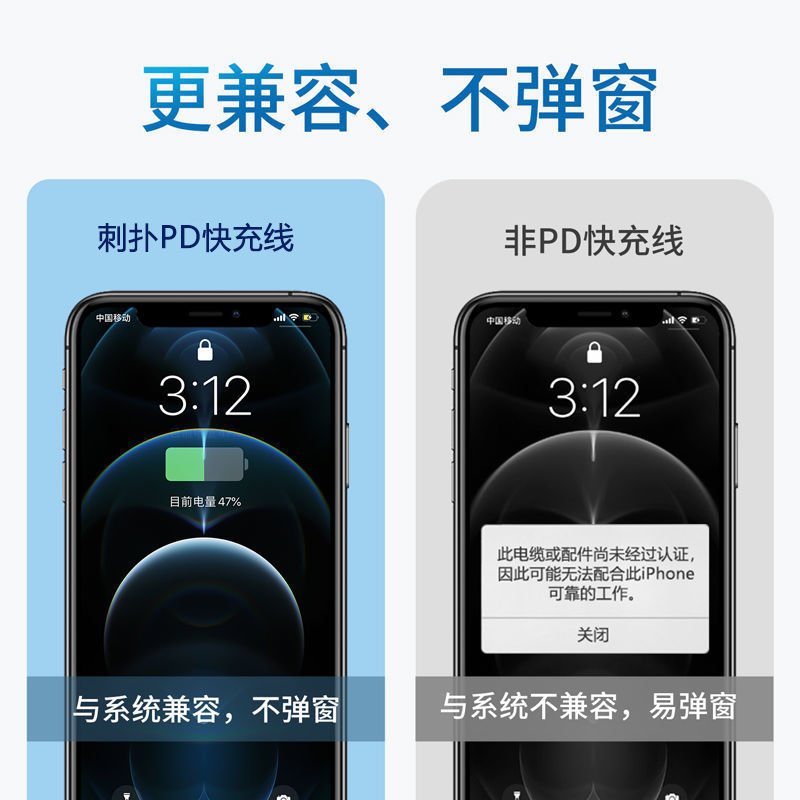 更兼容、不弹窗
刺扑PD快充线
中国移动
3:12
目前电量 47%
与系统兼容，不弹窗
非PD快充线
中国移动
3:12
此电缆或配件尚未经过认证，
因此可能无法配合此iPhone
可靠的工作。
关闭
与系统不兼容，易弹窗